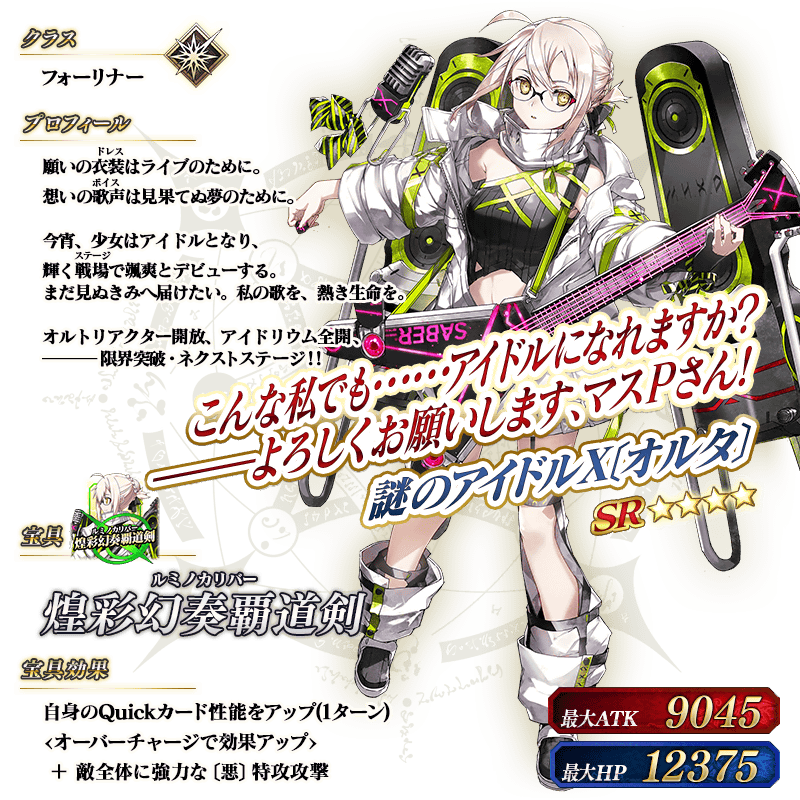 クラス
フォーリナー
プロフィール
願いの衣装はライブのために。
ドレス
想いの歌声は見果てぬ夢のために。
ボイス
今宵、少女はアイドルとなり、
輝く戦場で颯爽とデビューする。
ステージ
まだ見ぬきみへ届けたい。私の歌を、熱き生命を。
オルトリアクター開放、アイドリウム全開、
――――限界突破・ネクストステージ!!
SABER
こんな私でも……アイドルになれますか?
――よろしくお願いします、マスPさん!
謎のアイドルX〔オルタ〕
SR
宝具
ルミノカリバー
煌彩幻奏覇道剣
ルミノカリバー
煌彩幻奏覇道剣
宝具効果
自身のQuickカード性能をアップ(1ターン)
<オーバーチャージで効果アップ>
＋ 敵全体に強力な〔悪〕特攻攻撃
最大ATK 9045
最大HP 12375